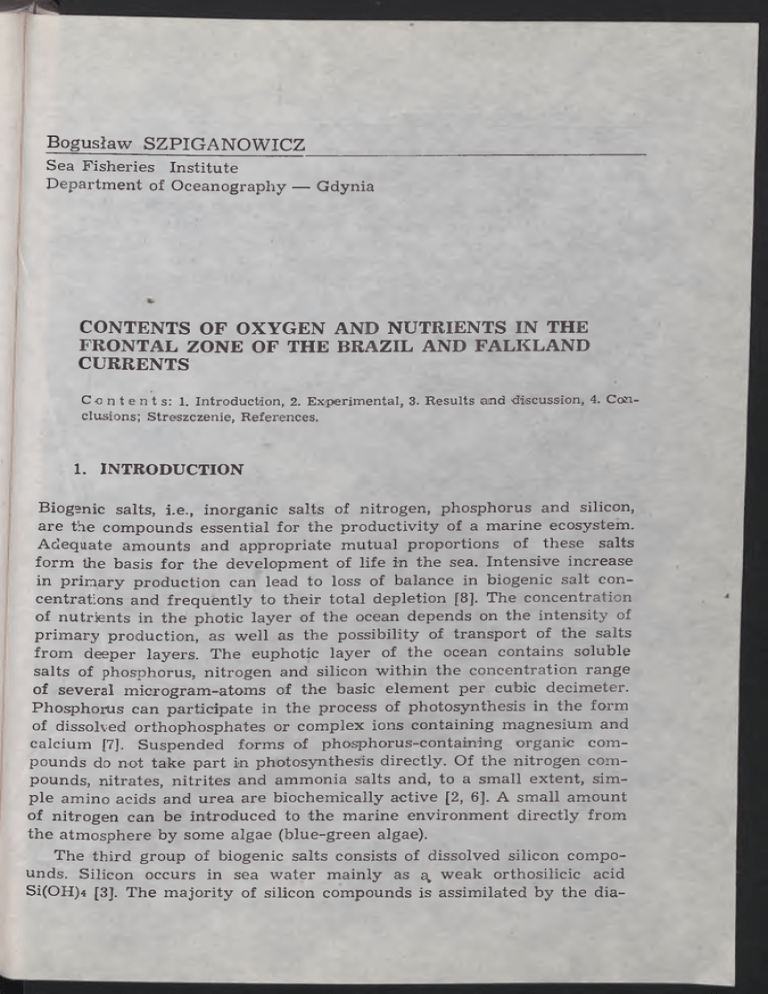 Bogusław SZPIGANOWICZ
Sea Fisheries Institute
Department of Oceanography — Gdynia
CONTENTS OF OXYGEN AND NUTRIENTS IN THE
FRONTAL ZONE OF THE BRAZIL AND FALKLAND
CURRENTS
Contents: 1. Introduction, 2. Experimental, 3. Results and discussion, 4. Con-
clusions; Streszczenie, References.
1. INTRODUCTION
Biogenic salts, i.e., inorganic salts of nitrogen, phosphorus and silicon,
are the compounds essential for the productivity of a marine ecosystem.
Adequate amounts and appropriate mutual proportions of these salts
form the basis for the development of life in the sea. Intensive increase
in primary production can lead to loss of balance in biogenic salt con-
centrations and frequently to their total depletion [8]. The concentration
of nutrients in the photic layer of the ocean depends on the intensity of
primary production, as well as the possibility of transport of the salts
from deeper layers. The euphotic layer of the ocean contains soluble
salts of phosphorus, nitrogen and silicon within the concentration range
of several microgram-atoms of the basic element per cubic decimeter.
Phosphorus can participate in the process of photosynthesis in the form
of dissolved orthophosphates or complex ions containing magnesium and
calcium [7]. Suspended forms of phosphorus-containing organic com-
pounds do not take part in photosynthesis directly. Of the nitrogen com-
pounds, nitrates, nitrites and ammonia salts and, to a small extent, sim-
ple amino acids and urea are biochemically active [2, 6]. A small amount
of nitrogen can be introduced to the marine environment directly from
the atmosphere by some algae (blue-green algae).
The third group of biogenic salts consists of dissolved silicon compo-
unds. Silicon occurs in sea water mainly as a weak orthosilicic acid
Si(OH)₄ [3]. The majority of silicon compounds is assimilated by the dia-